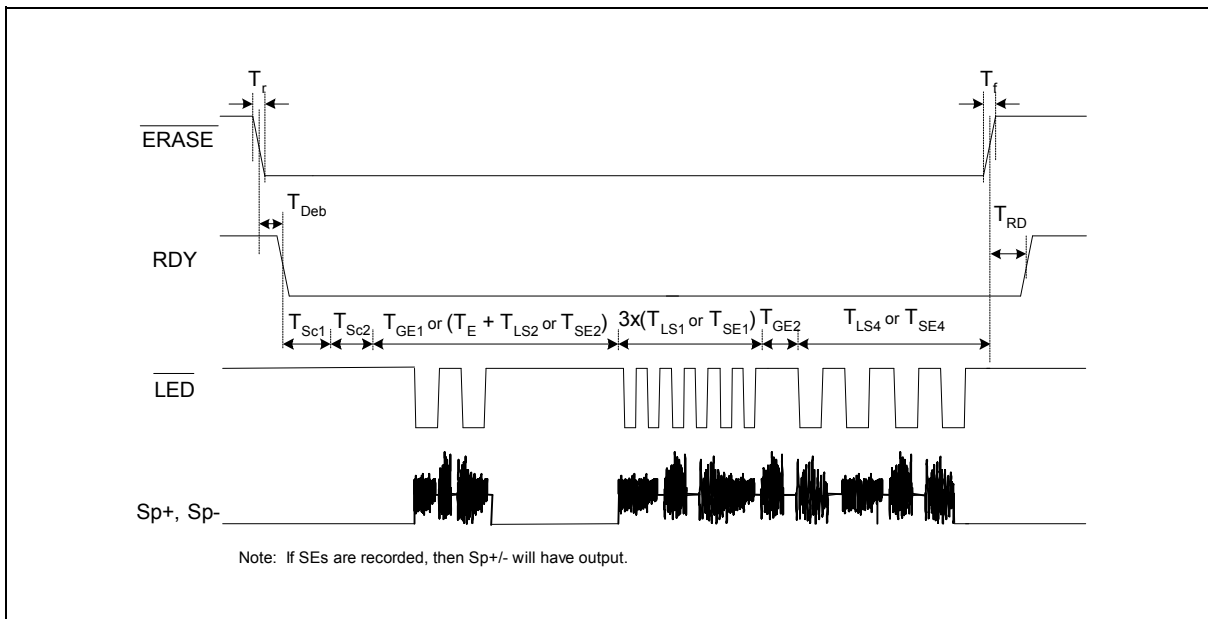 Tr
Tf
ERASE
TDeb
TRD
RDY
TSc1 TSc2 TGE1 or (TE + TLS2 or TSE2) 3x(TLS1 or TSE1) TGE2 TLS4 or TSE4
LED
Sp+, Sp-
Note: If SEs are recorded, then Sp+/- will have output.